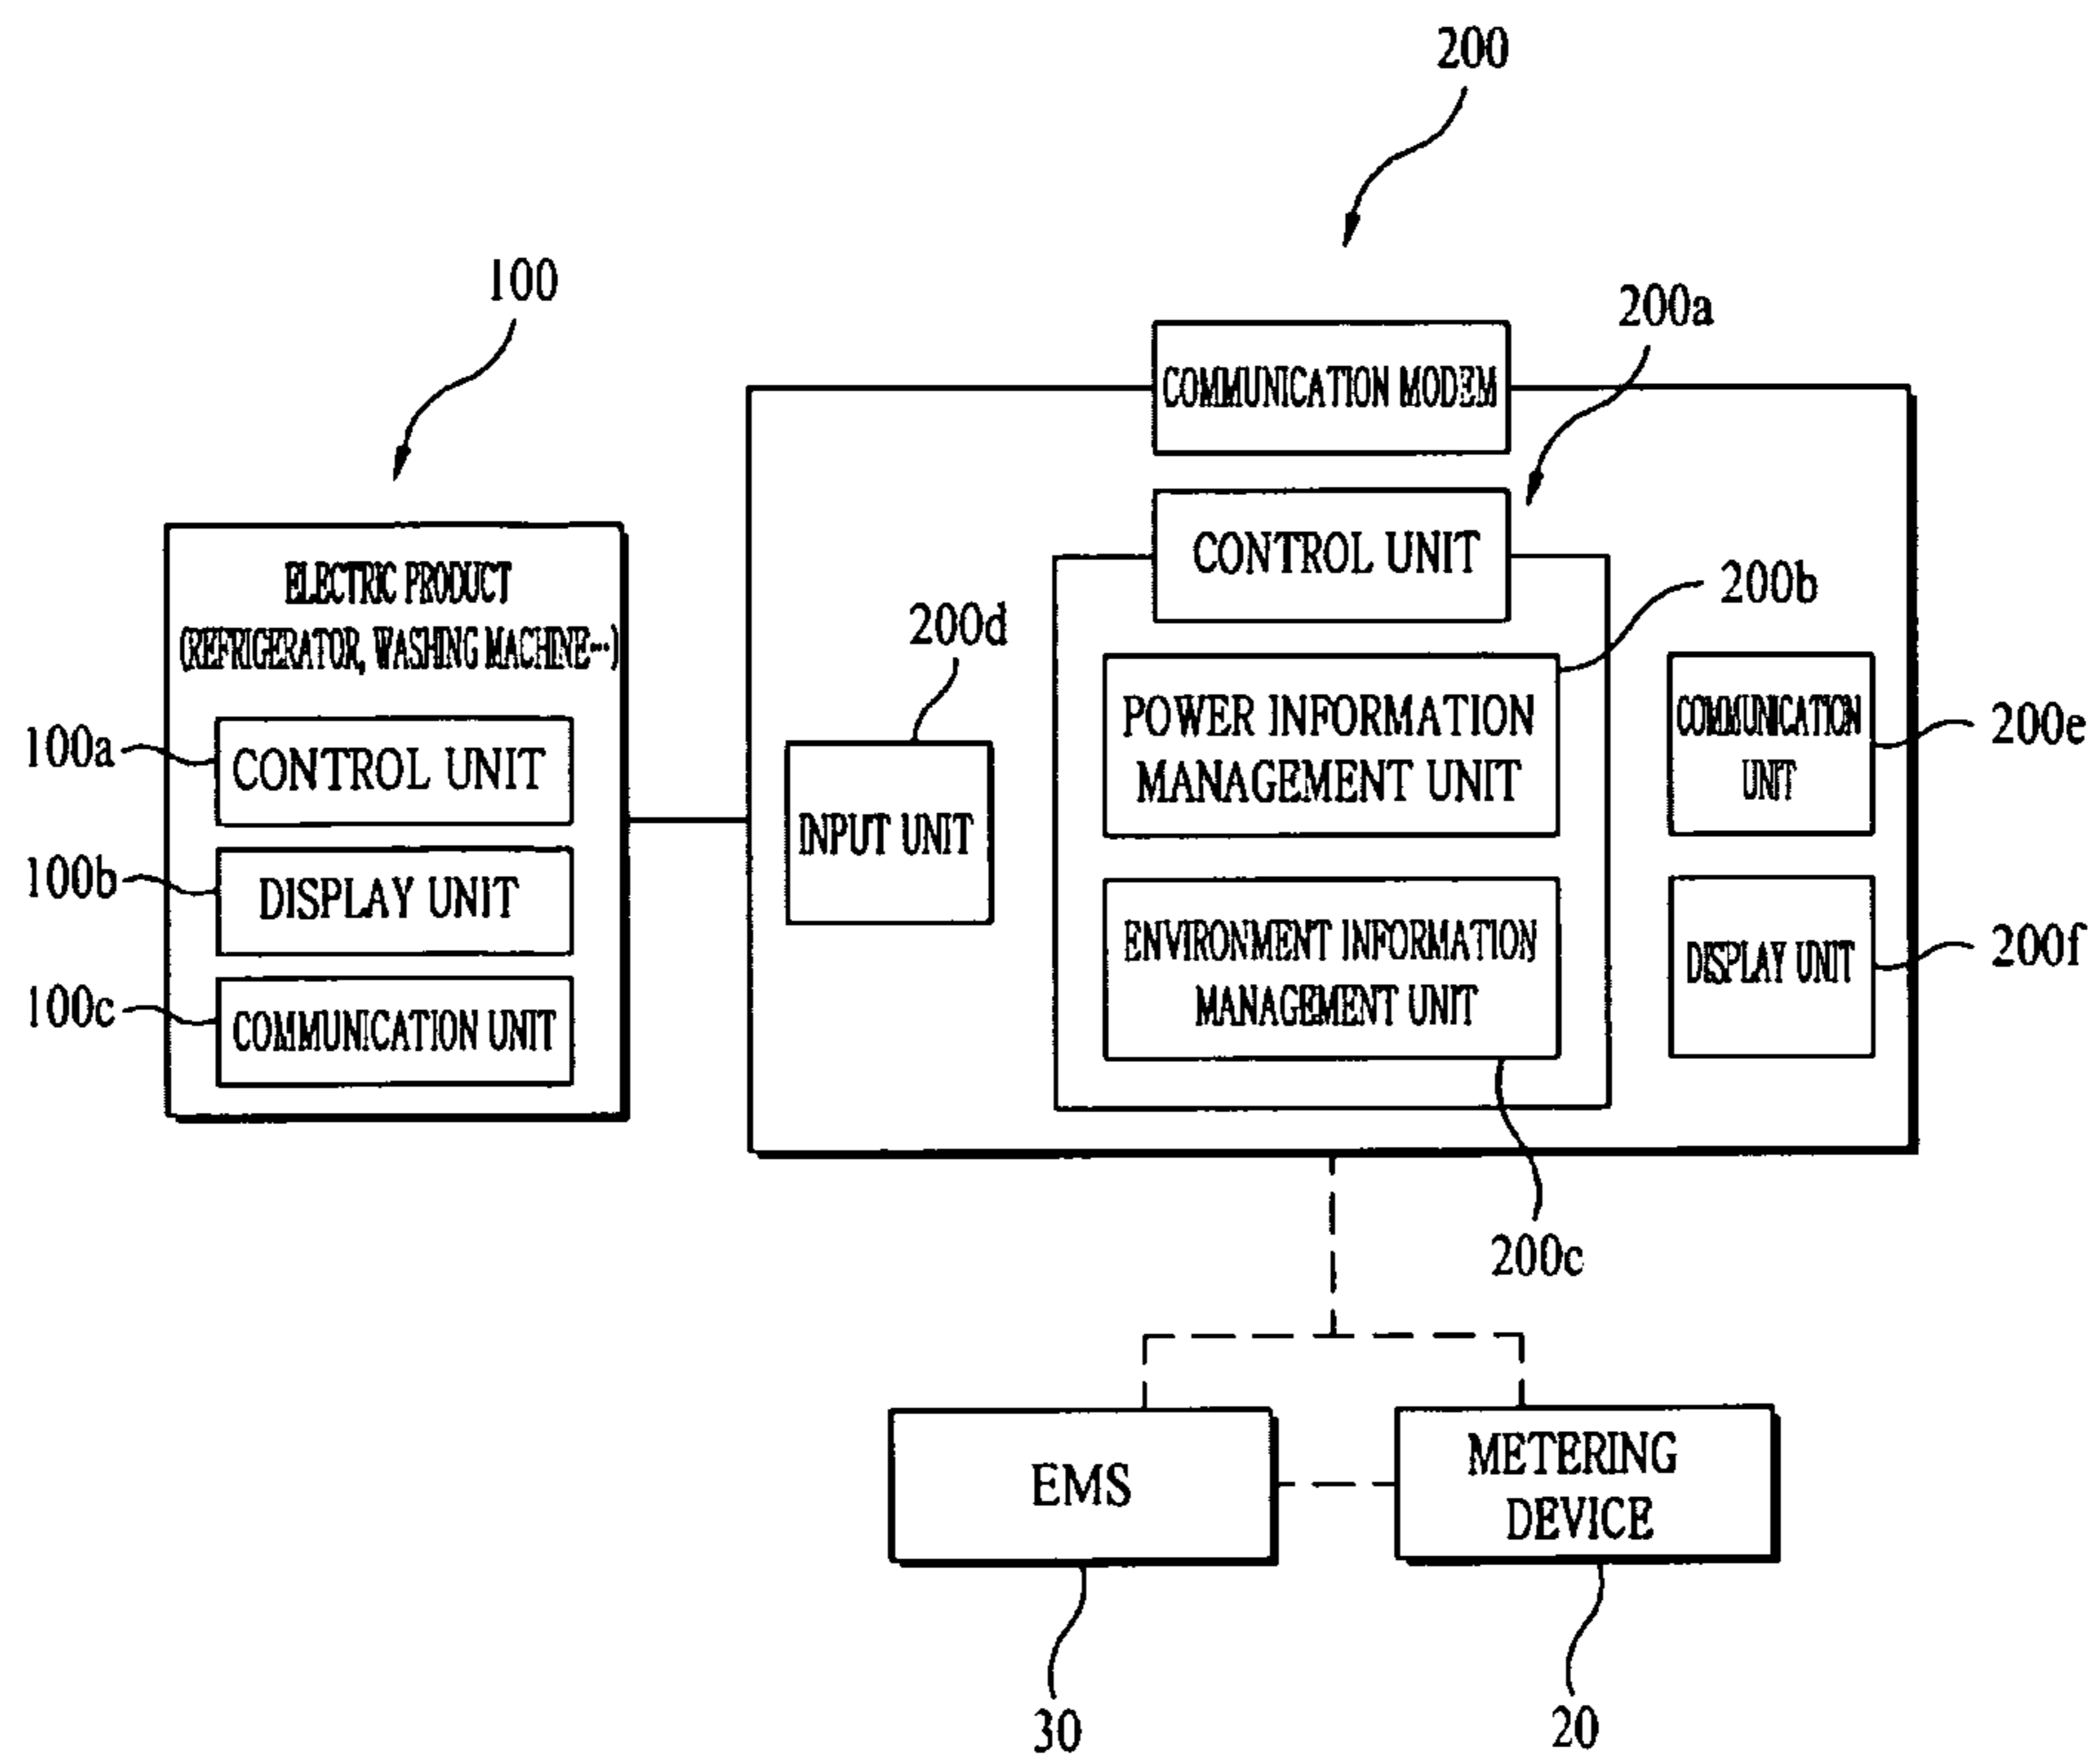 200
100
200a
COMMUNICATION MODEM
CONTROL UNIT
ELECTRIC PRODUCT
(REFRIGERATOR, WASHING MACHINE···)
200b
200d
100a
CONTROL UNIT
POWER INFORMATION
MANAGEMENT UNIT
COMMUNICATION
UNIT
200e
INPUT UNIT
100b
DISPLAY UNIT
ENVIRONMENT INFORMATION
MANAGEMENT UNIT
DISPLAY UNIT
200f
100c
COMMUNICATION UNIT
200c
EMS
METERING
DEVICE
30
20